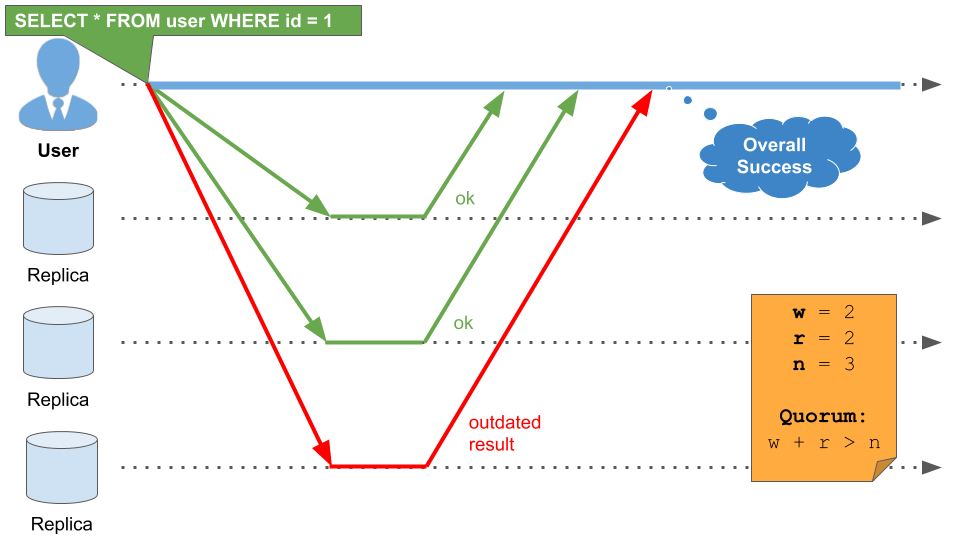 SELECT * FROM user WHERE id = 1
User
Overall
Success
ok
Replica
ok
Replica
w = 2
r = 2
n = 3
Quorum:
w + r > n
outdated
result
Replica